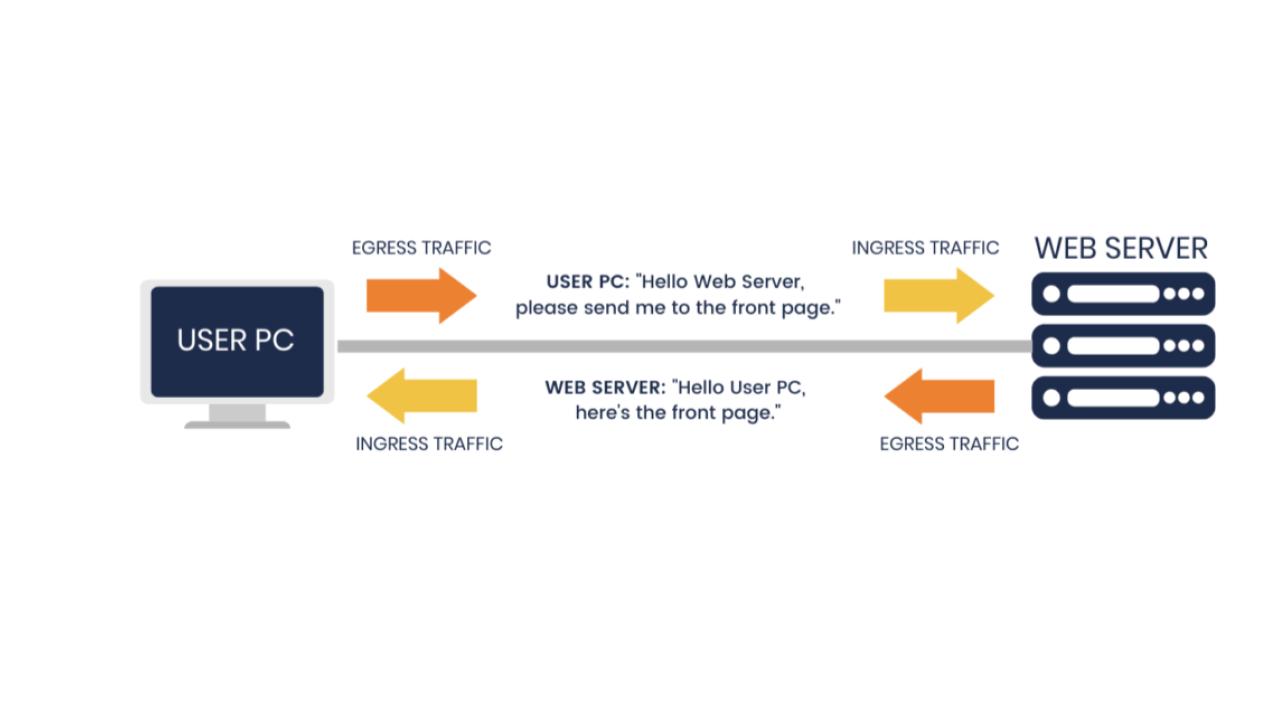 EGRESS TRAFFIC
INGRESS TRAFFIC
WEB SERVER
USER PC: "Hello Web Server,
please send me to the front page."
USER PC
WEB SERVER: "Hello User PC,
here's the front page."
INGRESS TRAFFIC
EGRESS TRAFFIC